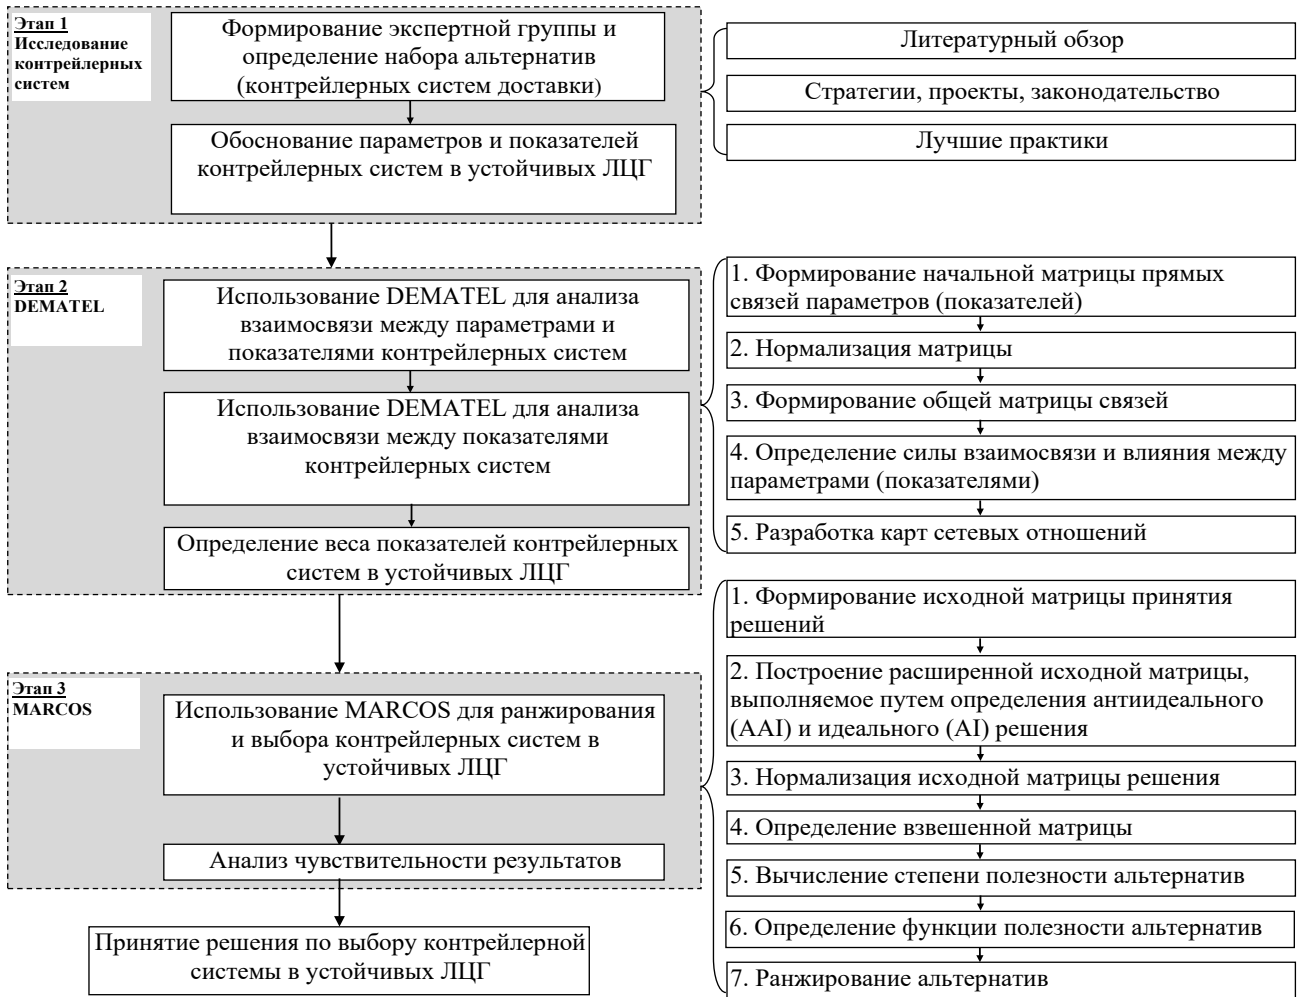 Этап 1
Исследование
контрейлерных
систем
Формирование экспертной группы и
определение набора альтернатив
(контрейлерных систем доставки)
Обоснование параметров и показателей
контрейлерных систем в устойчивых ЛЦГ
Литературный обзор
Стратегии, проекты, законодательство
Лучшие практики
Этап 2
DEMATEL
Использование DEMATEL для анализа
взаимосвязи между параметрами и
показателями контрейлерных систем
Использование DEMATEL для анализа
взаимосвязи между показателями
контрейлерных систем
Определение веса показателей контрейлерных
систем в устойчивых ЛЦГ
1. Формирование начальной матрицы прямых
связей параметров (показателей)
2. Нормализация матрицы
3. Формирование общей матрицы связей
4. Определение силы взаимосвязи и влияния между
параметрами (показателями)
5. Разработка карт сетевых отношений
Этап 3
MARCOS
Использование MARCOS для ранжирования
и выбора контрейлерных систем в
устойчивых ЛЦГ
Анализ чувствительности результатов
Принятие решения по выбору контрейлерной
системы в устойчивых ЛЦГ
1. Формирование исходной матрицы принятия
решений
2. Построение расширенной исходной матрицы,
выполняемое путем определения антиидеального
(AAI) и идеального (AI) решения
3. Нормализация исходной матрицы решения
4. Определение взвешенной матрицы
5. Вычисление степени полезности альтернатив
6. Определение функции полезности альтернатив
7. Ранжирование альтернатив